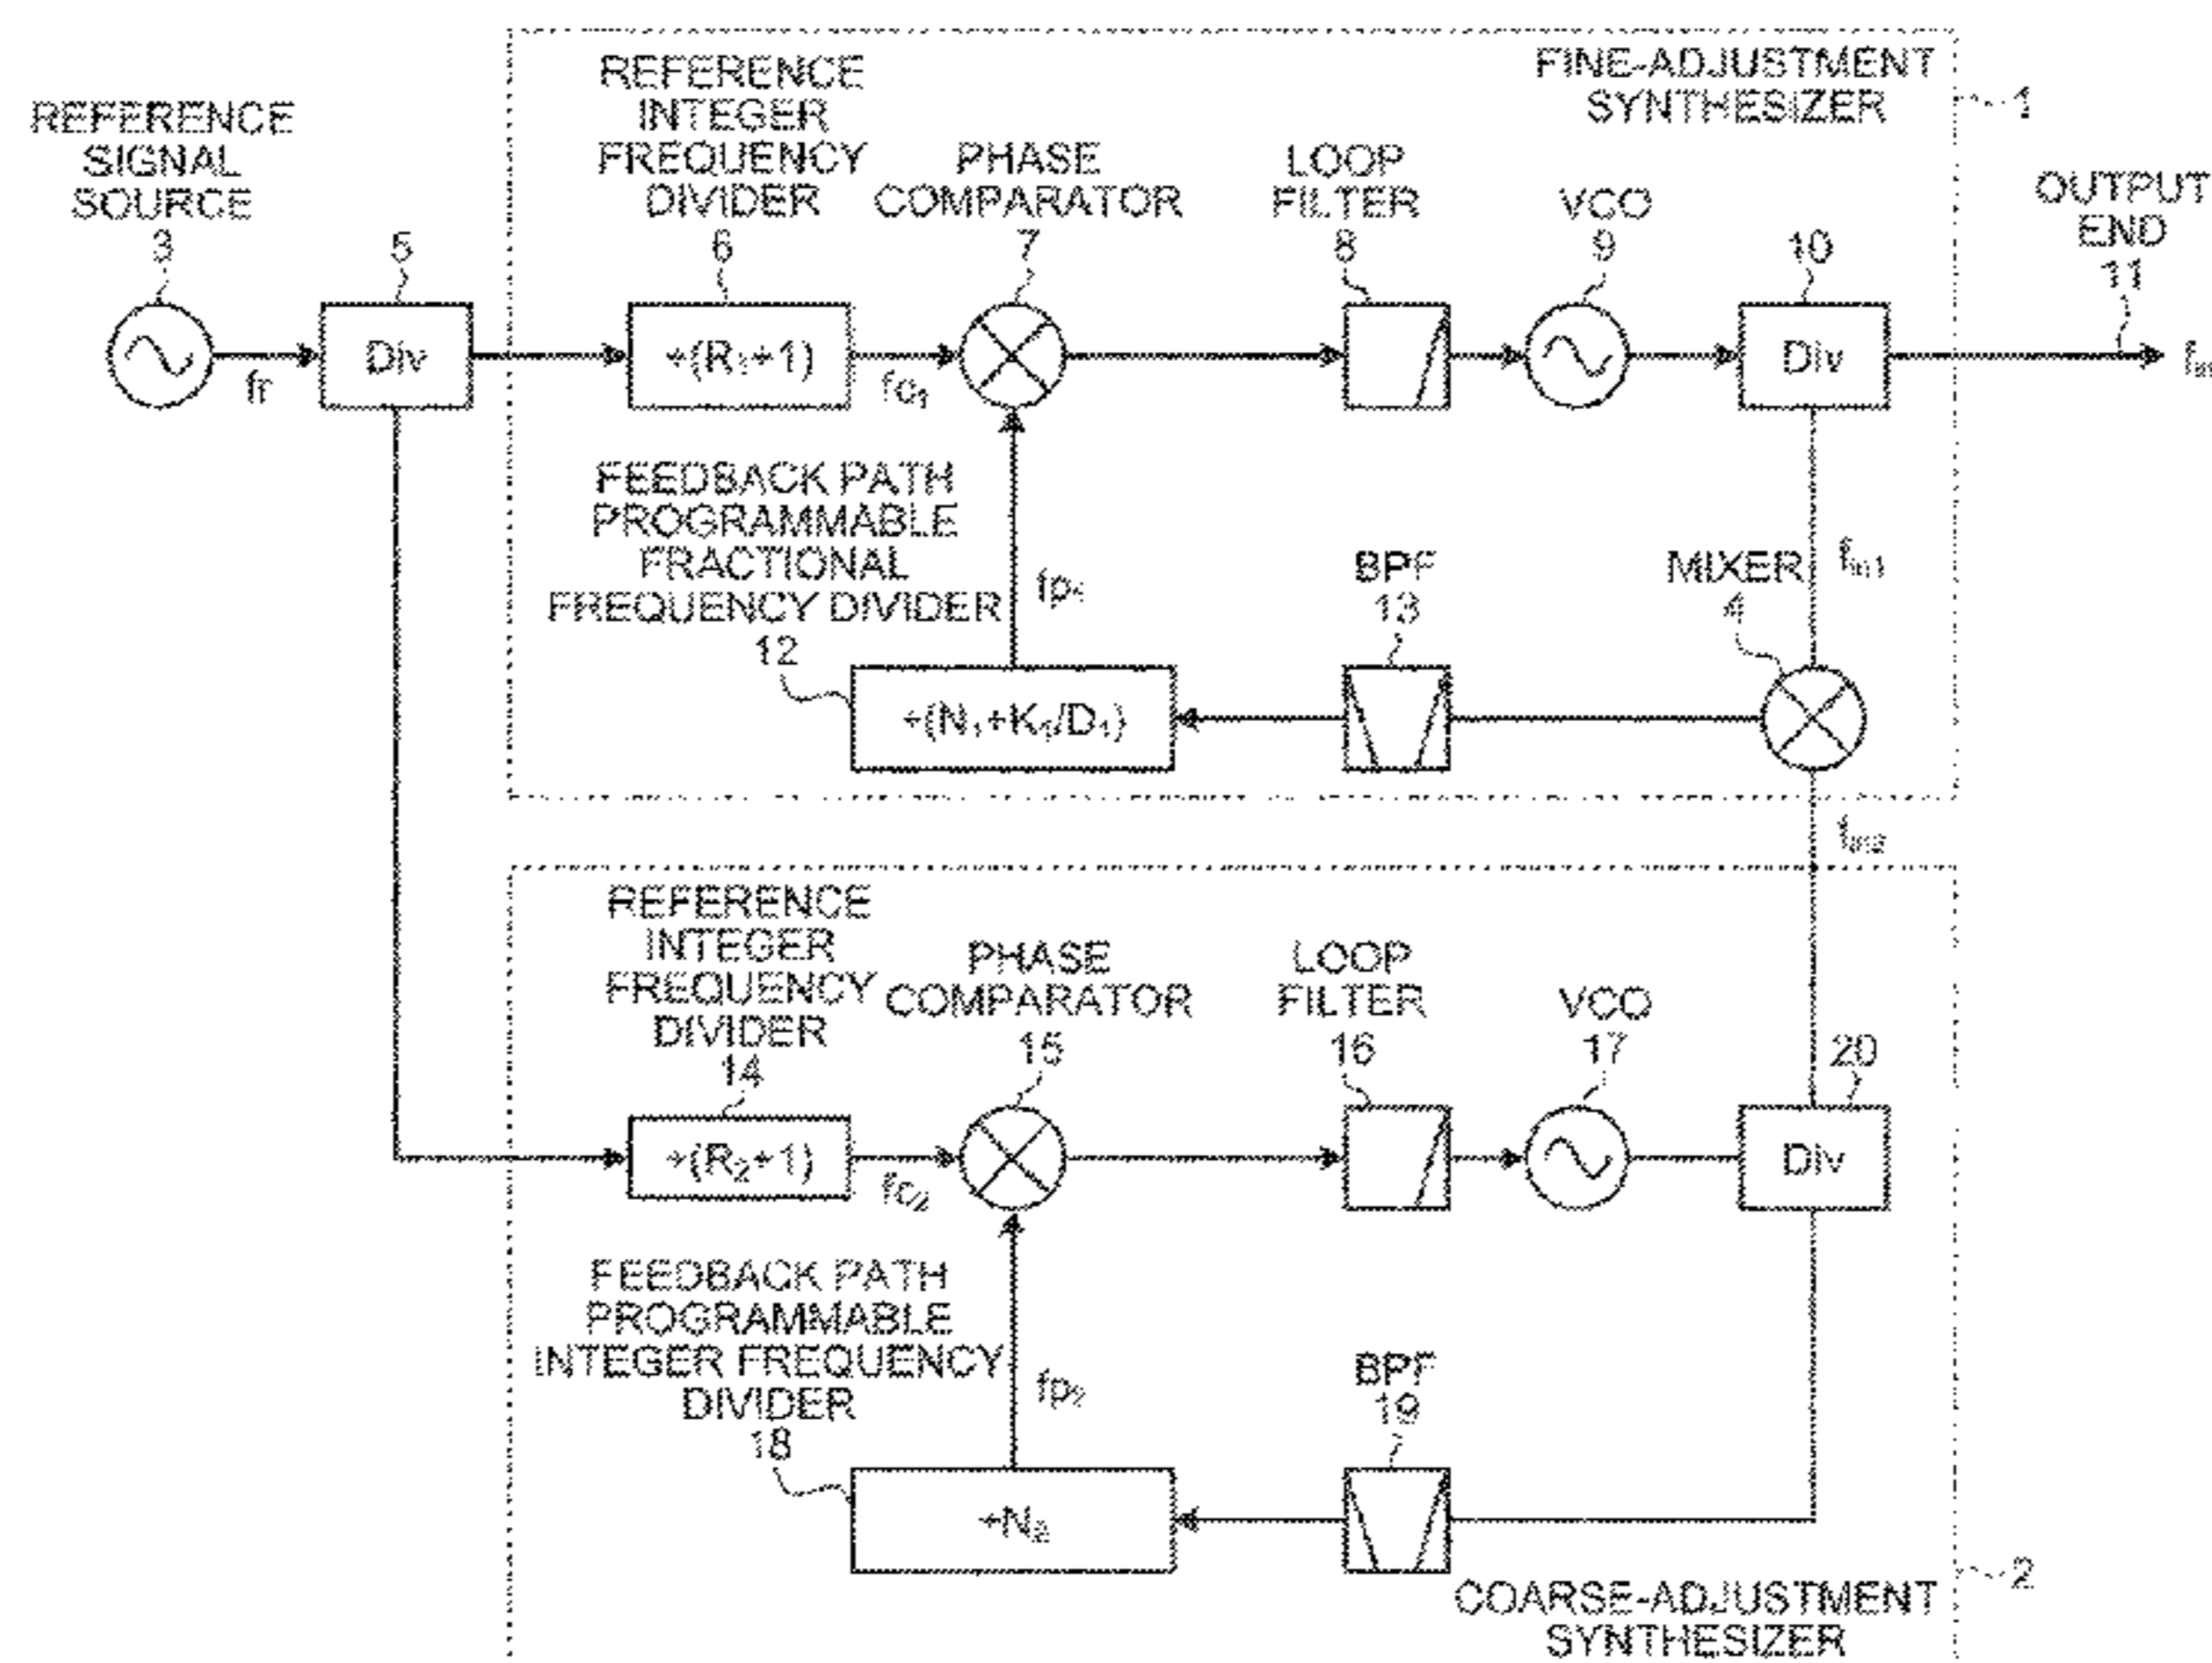 REFERENCE
SIGNAL
SOURCE
3
fr
5
Div
REFERENCE
INTEGER
FREQUENCY
DIVIDER
6
÷(R₁+1)
fc₁
PHASE
COMPARATOR
7
LOOP
FILTER
8
VCO
9
10
Div
FINE-ADJUSTMENT
SYNTHESIZER
1
OUTPUT
END
11
FEEDBACK PATH
PROGRAMMABLE
FRACTIONAL
FREQUENCY DIVIDER
12
÷(N₁+K₁/D₁)
fp₁
BPF
13
MIXER
4
fin1
fin2
REFERENCE
INTEGER
FREQUENCY
DIVIDER
14
÷(R₂+1)
fc₂
PHASE
COMPARATOR
15
LOOP
FILTER
16
VCO
17
20
Div
FEEDBACK PATH
PROGRAMMABLE
INTEGER FREQUENCY
DIVIDER
18
÷N₂
fp₂
BPF
19
2
COARSE-ADJUSTMENT
SYNTHESIZER